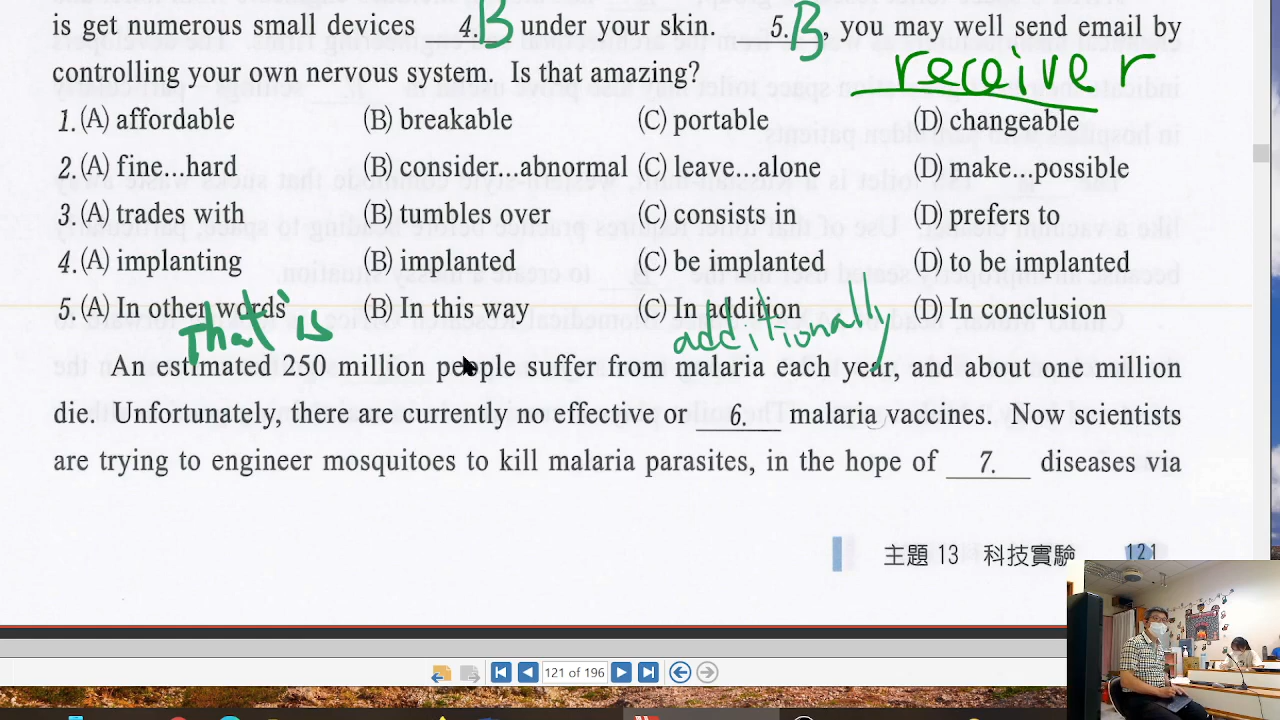 is get numerous small devices 4. B under your skin. 5. B, you may well send email by
controlling your own nervous system. Is that amazing?
receiver
1. (A) affordable (B) breakable (C) portable (D) changeable
2. (A) fine...hard (B) consider...abnormal (C) leave...alone (D) make...possible
3. (A) trades with (B) tumbles over (C) consists in (D) prefers to
4. (A) implanting (B) implanted (C) be implanted (D) to be implanted
5. (A) In other words (B) In this way (C) In addition (D) In conclusion
That is additionally
An estimated 250 million people suffer from malaria each year, and about one million
die. Unfortunately, there are currently no effective or 6. malaria vaccines. Now scientists
are trying to engineer mosquitoes to kill malaria parasites, in the hope of 7. diseases via
主題 13 科技實驗 12
121 of 196